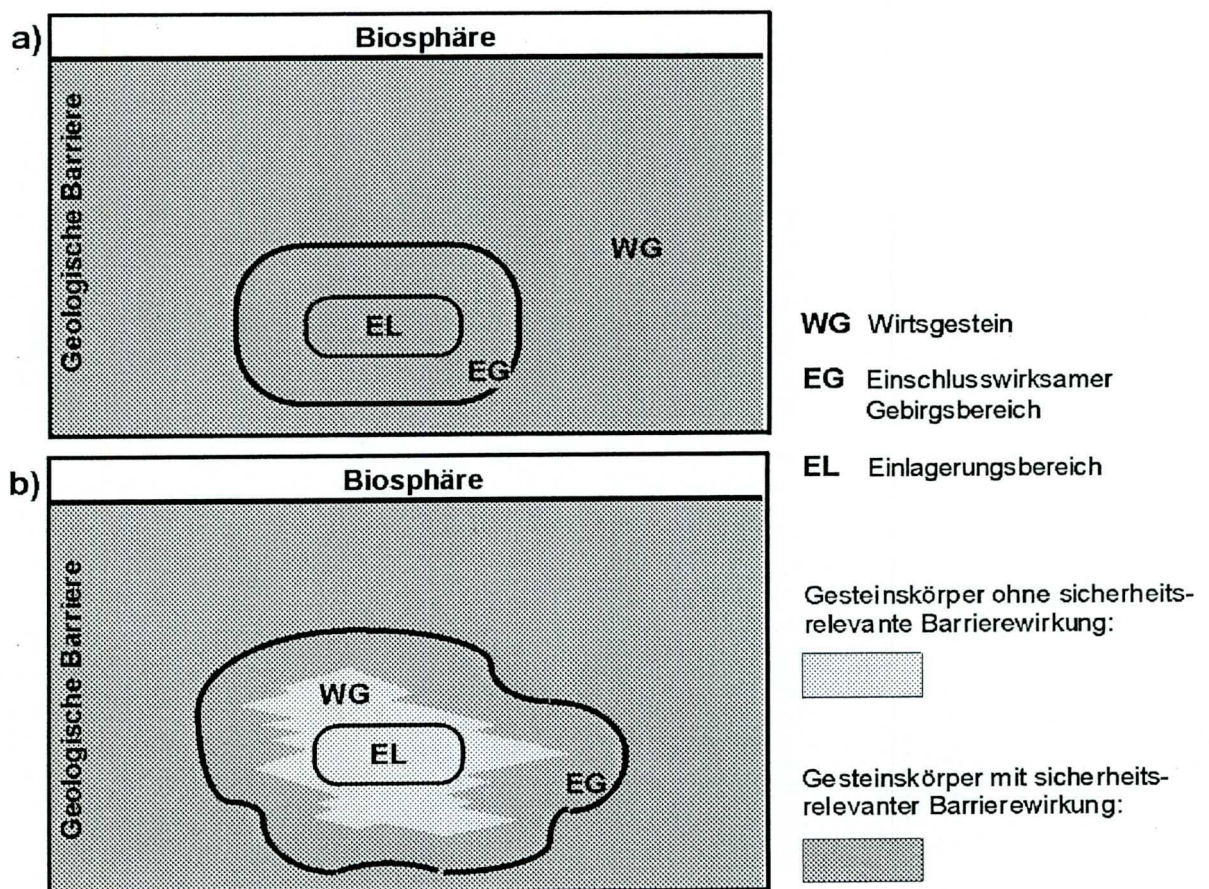 a)
Biosphäre
Geologische Barriere
WG
EL
EG
b)
Biosphäre
Geologische Barriere
WG
EL
EG
WG Wirtsgestein
EG Einschlusswirksamer
Gebirgsbereich
EL Einlagerungsbereich
Gesteinskörper ohne sicherheits-
relevante Barrierewirkung:
Gesteinskörper mit sicherheits-
relevanter Barrierewirkung: